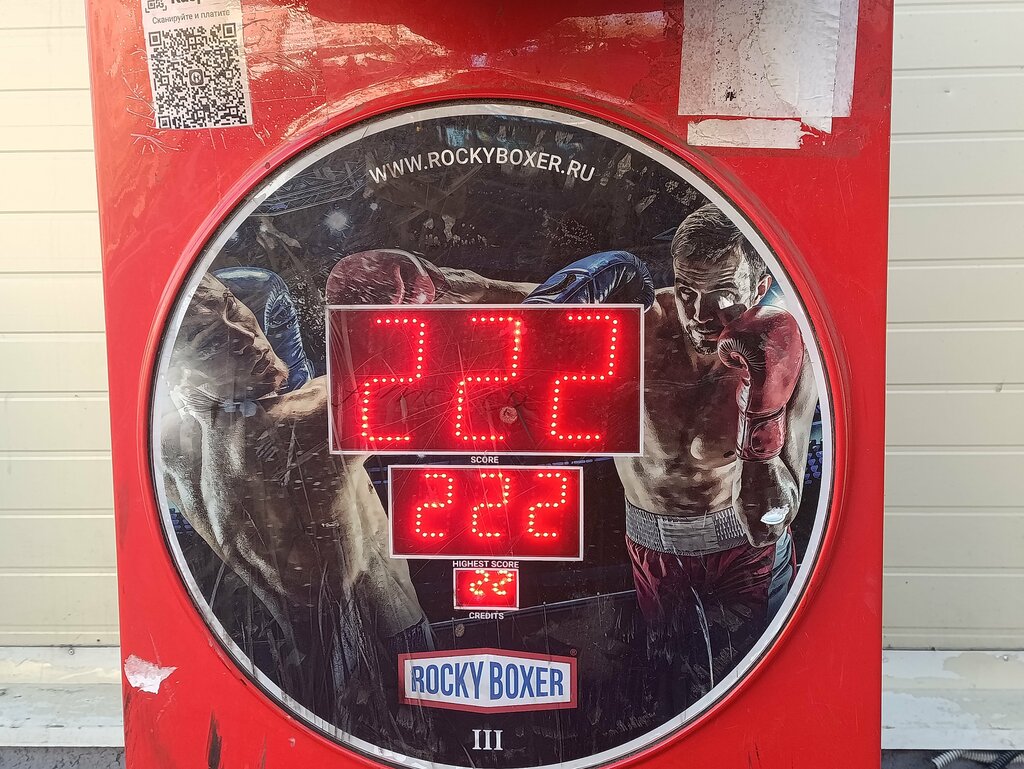 Сканируйте и платите
WWW.ROCKYBOXER.RU
222
SCORE
222
HIGHEST SCORE
22
CREDITS
ROCKY BOXER
III